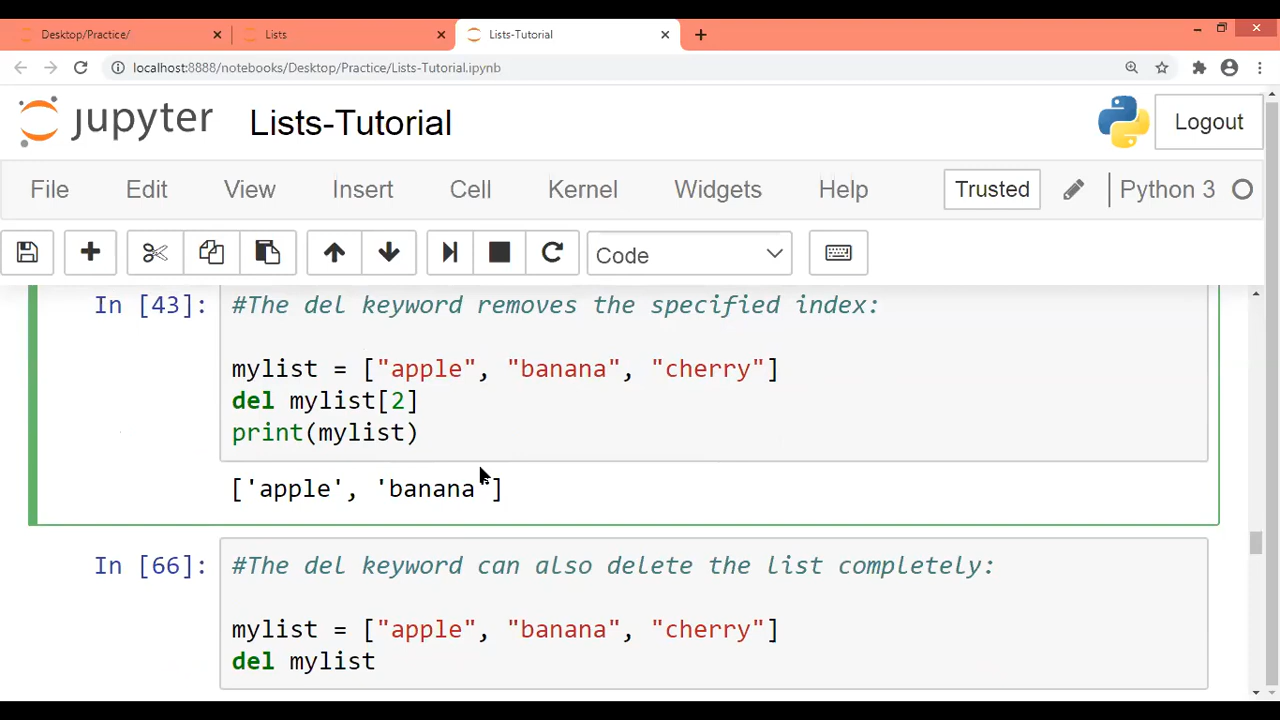 Desktop/Practice/
Lists
Lists-Tutorial
localhost:8888/notebooks/Desktop/Practice/Lists-Tutorial.ipynb
jupyter Lists-Tutorial Logout
File Edit View Insert Cell Kernel Widgets Help Trusted Python 3
Code
In [43]: #The del keyword removes the specified index:
mylist = ["apple", "banana", "cherry"]
del mylist[2]
print(mylist)
['apple', 'banana']
In [66]: #The del keyword can also delete the list completely:
mylist = ["apple", "banana", "cherry"]
del mylist